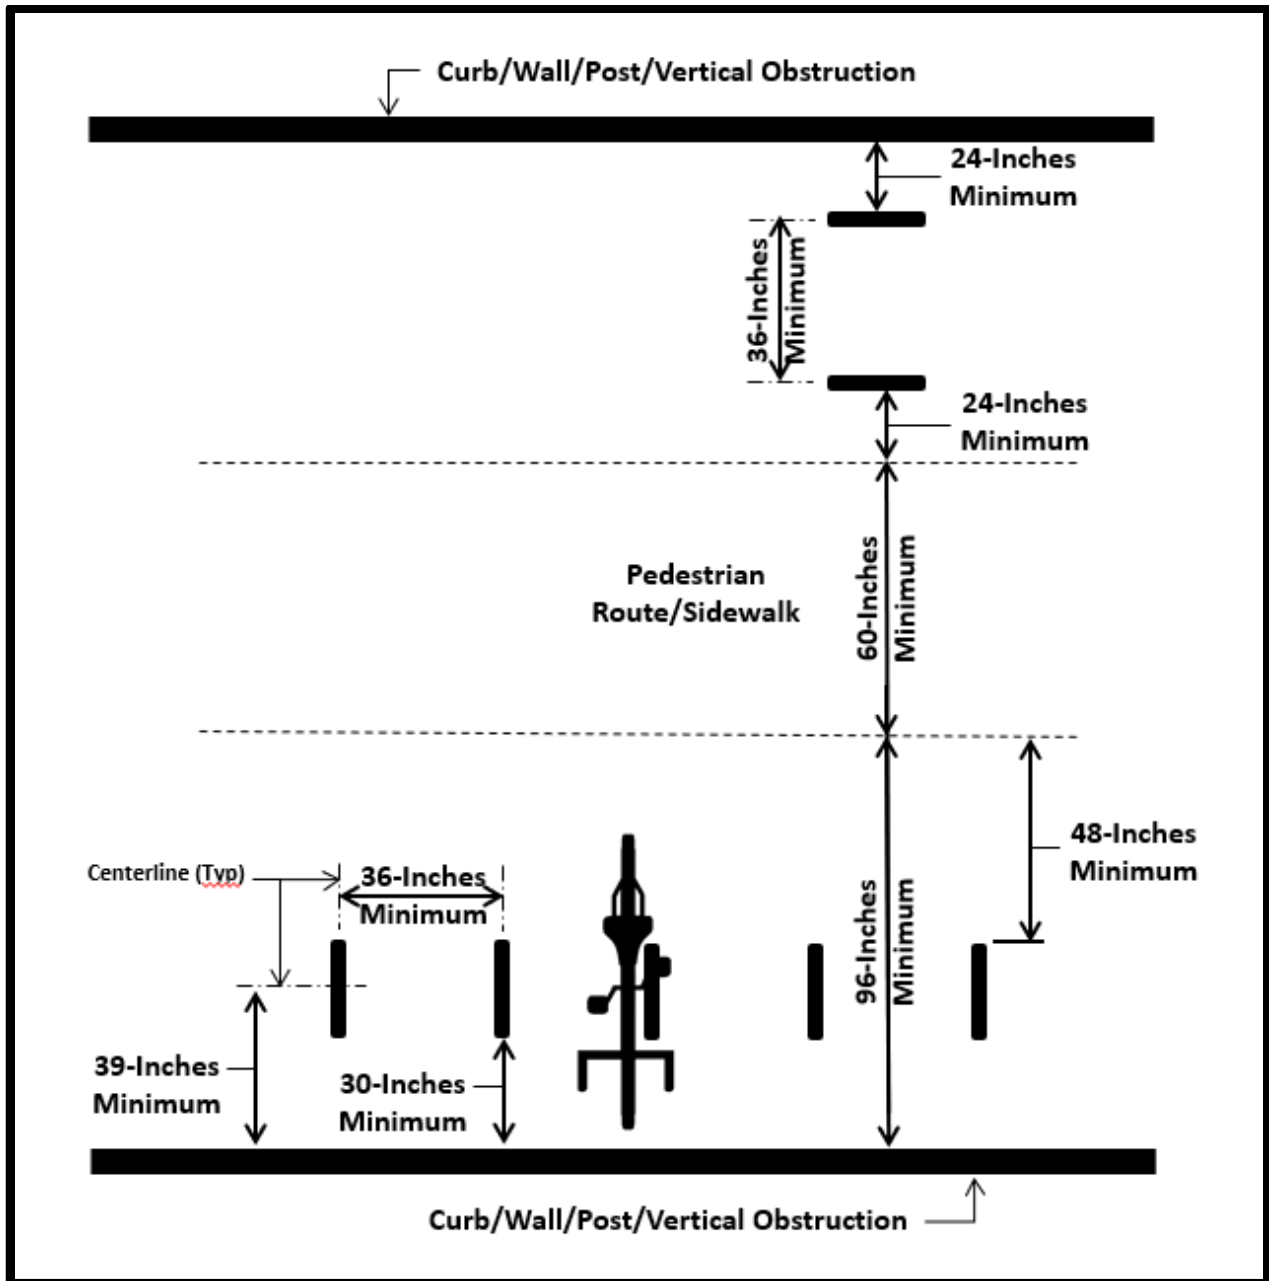 Curb/Wall/Post/Vertical Obstruction
24-Inches
Minimum
36-Inches
Minimum
24-Inches
Minimum
Pedestrian
Route/Sidewalk
60-Inches
Minimum
48-Inches
Minimum
Centerline (Typ)
36-Inches
Minimum
96-Inches
Minimum
39-Inches
Minimum
30-Inches
Minimum
Curb/Wall/Post/Vertical Obstruction